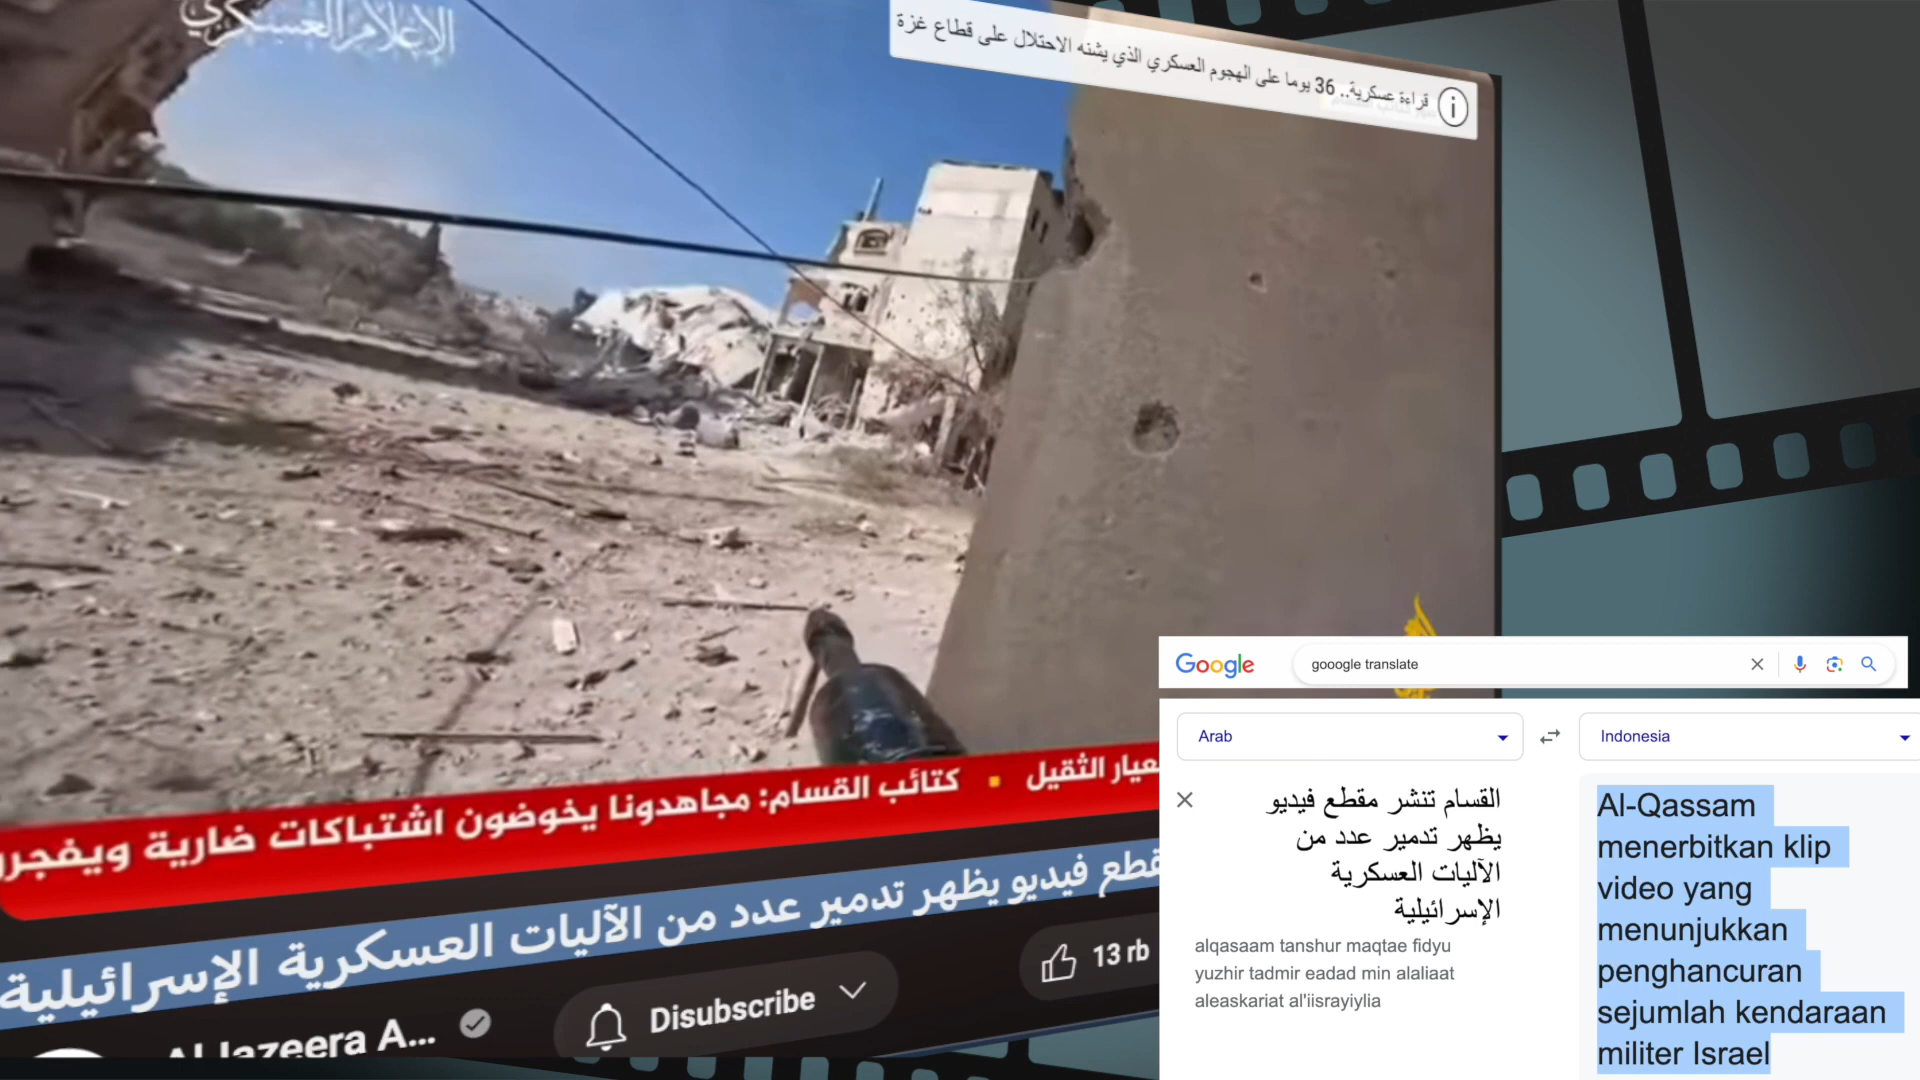 الإعلام العسكري
قراءة عسكرية.. 36 يوما على الهجوم العسكري الذي يشنه الاحتلال على قطاع غزة
عيار الثقيل ▪ كتائب القسام: مجاهدونا يخوضون اشتباكات ضارية ويفجرو
قطع فيديو يظهر تدمير عدد من الآليات العسكرية الإسرائيلية
Al Jazeera A...
Disubscribe
13 rb
Google
gooogle translate
Arab
Indonesia
القسام تنشر مقطع فيديو
يظهر تدمير عدد من
الآليات العسكرية
الإسرائيلية
alqasaam tanshur maqtae fidyu
yuzhir tadmir eadad min alaliaat
aleaskariat al'iisrayiylia
Al-Qassam
menerbitkan klip
video yang
menunjukkan
penghancuran
sejumlah kendaraan
militer Israel